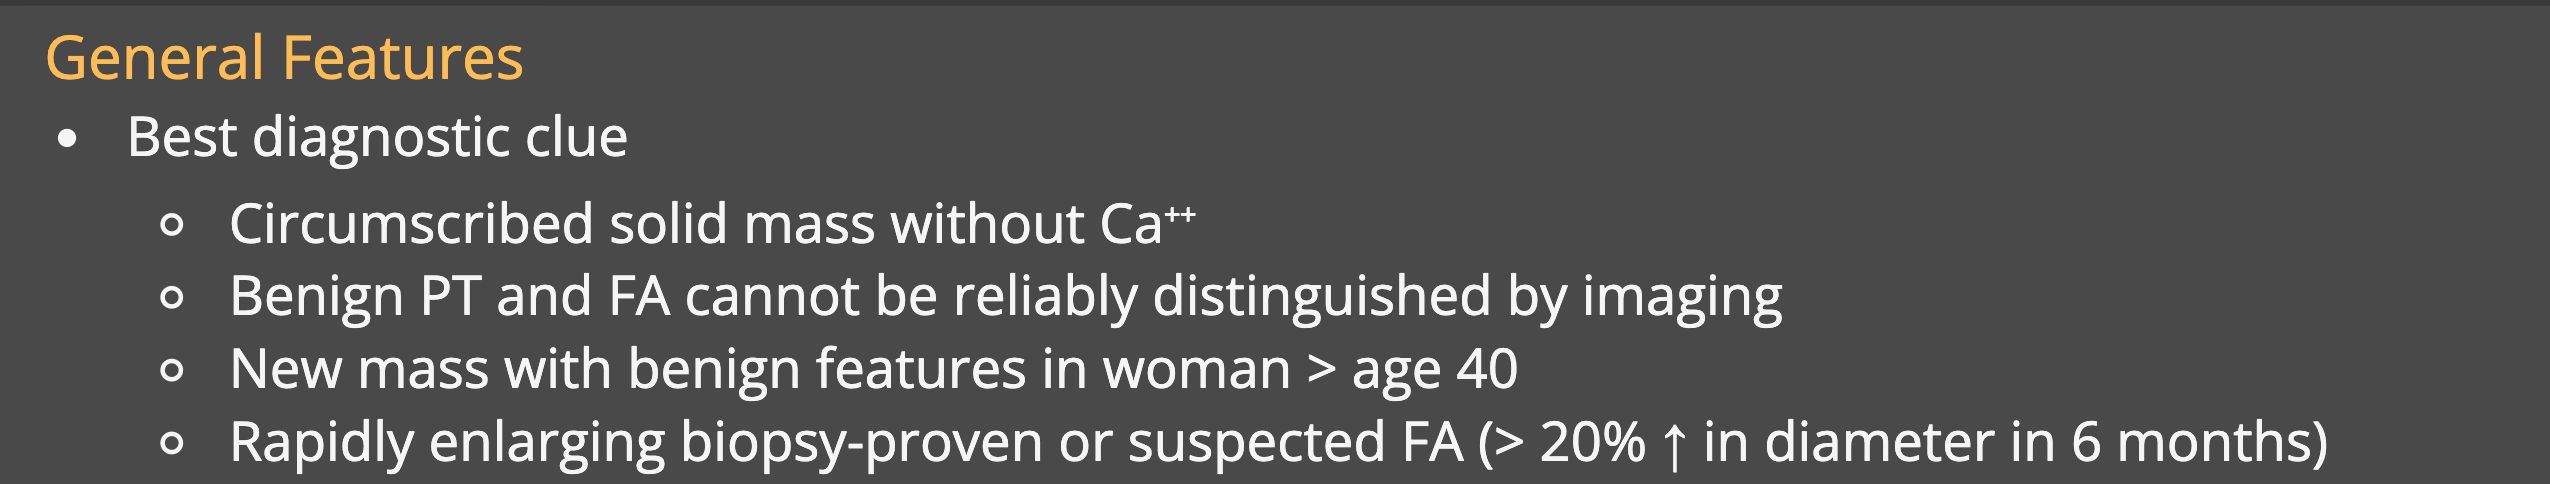 General Features
• Best diagnostic clue
○ Circumscribed solid mass without Ca⁺⁺
○ Benign PT and FA cannot be reliably distinguished by imaging
○ New mass with benign features in woman > age 40
○ Rapidly enlarging biopsy-proven or suspected FA (> 20% ↑ in diameter in 6 months)